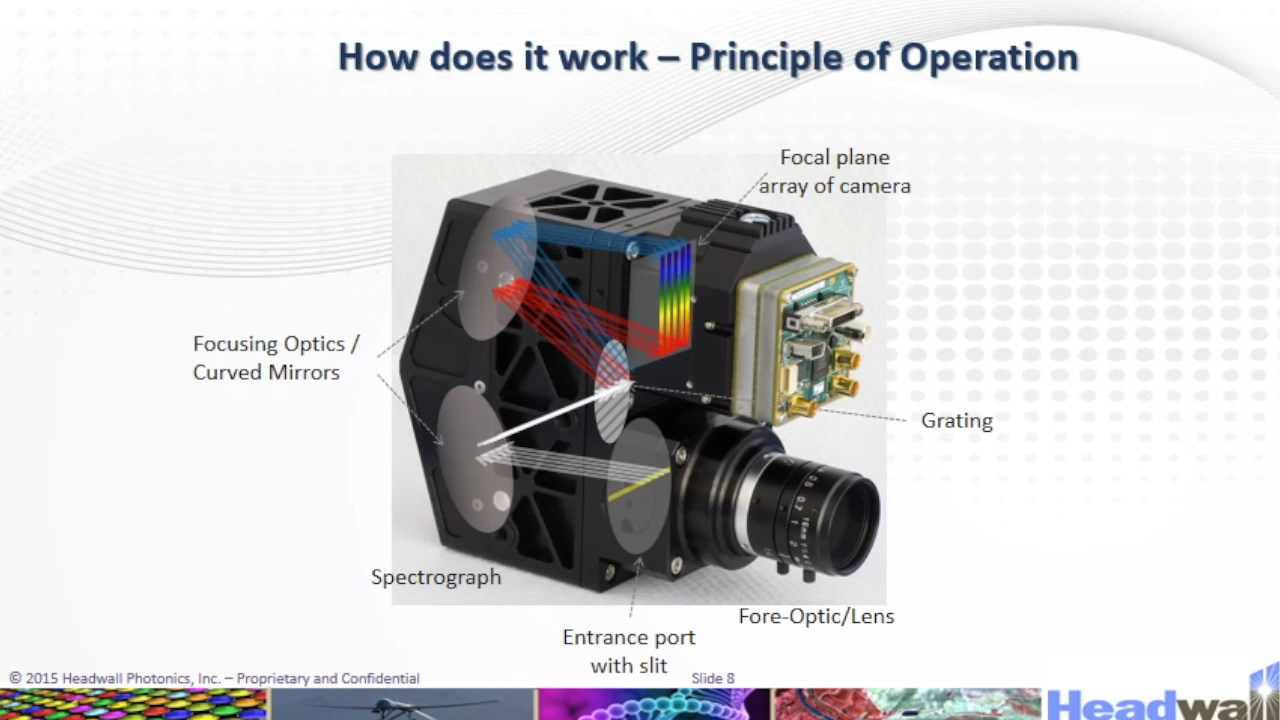 How does it work – Principle of Operation
Focal plane
array of camera
Focusing Optics /
Curved Mirrors
Grating
Spectrograph
Fore-Optic/Lens
Entrance port
with slit
© 2015 Headwall Photonics, Inc. – Proprietary and Confidential
Slide 8
Headwall